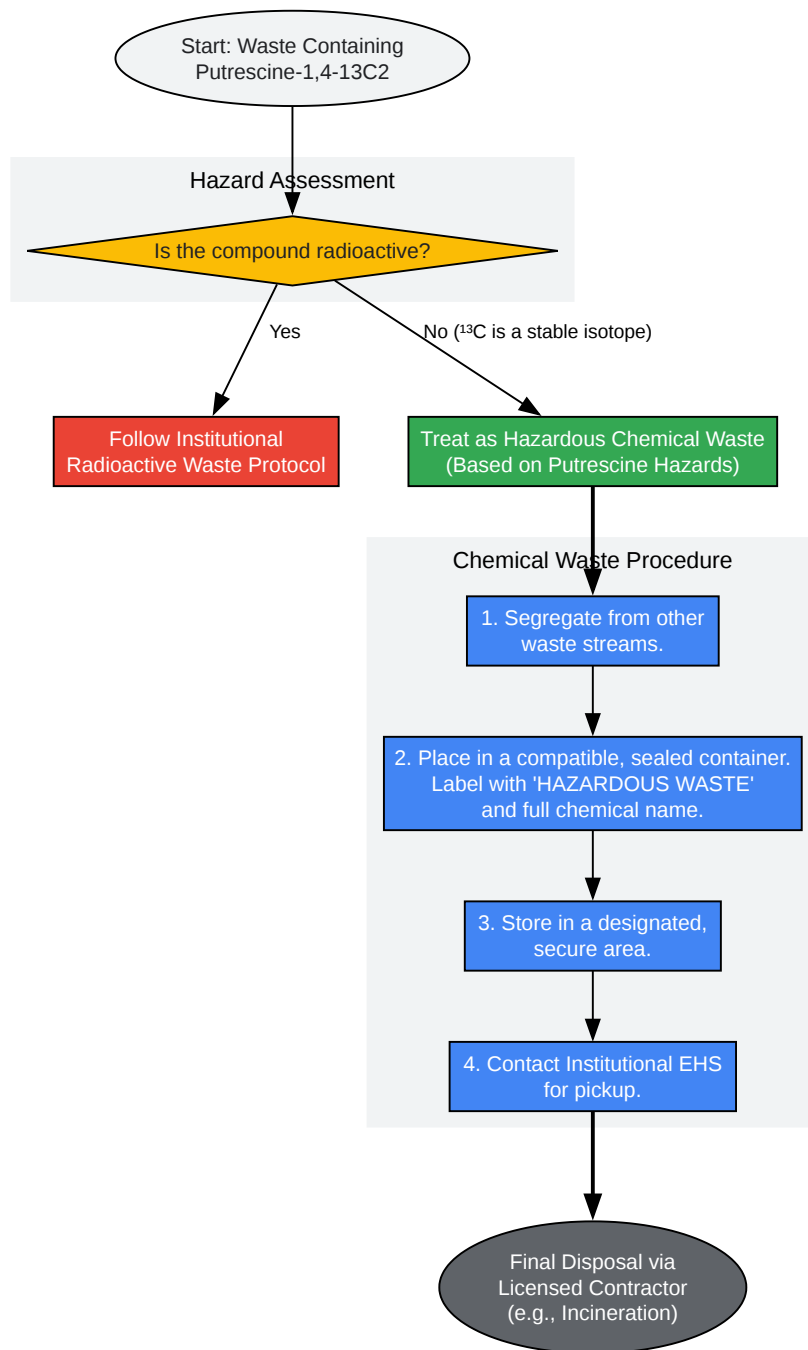 Start: Waste Containing
Putrescine-1,4-13C2
Hazard Assessment
Is the compound radioactive?
Yes
No (¹³C is a stable isotope)
Follow Institutional
Radioactive Waste Protocol
Treat as Hazardous Chemical Waste
(Based on Putrescine Hazards)
Chemical Waste Procedure
1. Segregate from other
waste streams.
2. Place in a compatible, sealed container.
Label with 'HAZARDOUS WASTE'
and full chemical name.
3. Store in a designated,
secure area.
4. Contact Institutional EHS
for pickup.
Final Disposal via
Licensed Contractor
(e.g., Incineration)